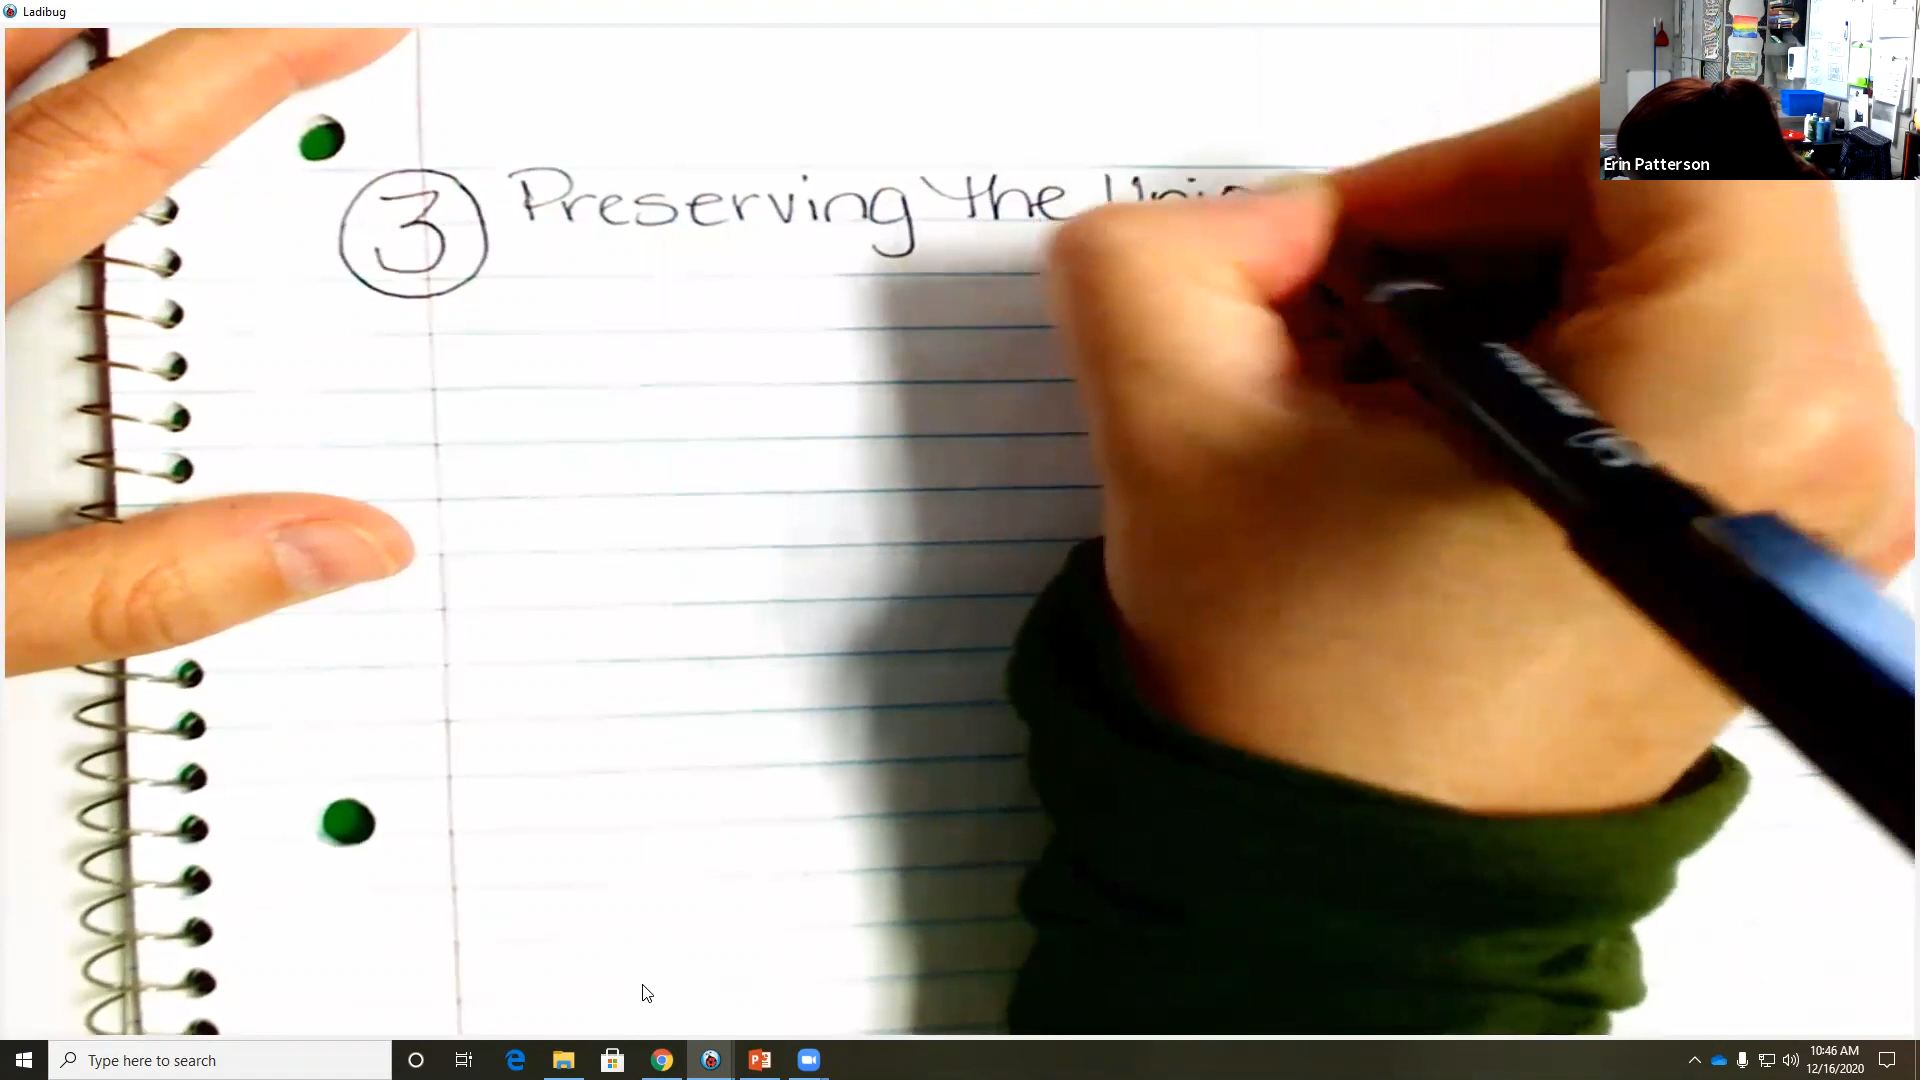 Ladibug
Erin Patterson
3 Preserving the
Type here to search
10:46 AM
12/16/2020